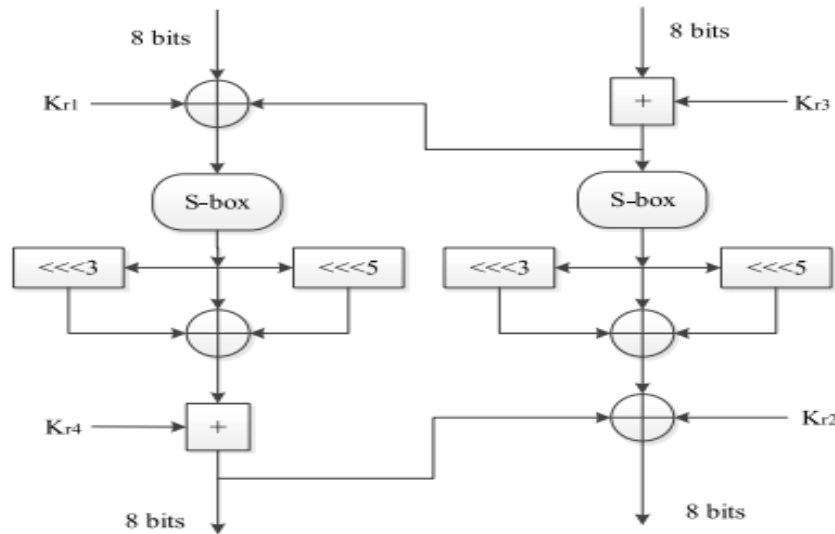 8 bits
8 bits
Kr1
+
Kr3
S-box
S-box
<<<3
<<<5
<<<3
<<<5
Kr4
+
Kr2
8 bits
8 bits